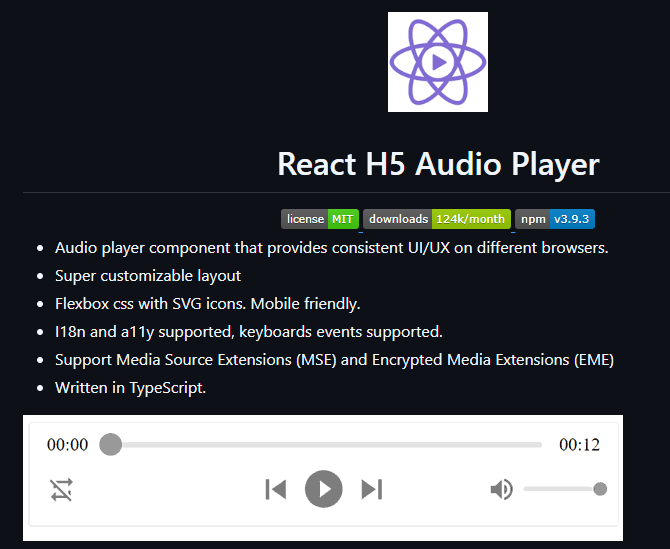 React H5 Audio Player
license MIT downloads 124k/month npm v3.9.3
Audio player component that provides consistent UI/UX on different browsers.
Super customizable layout
Flexbox css with SVG icons. Mobile friendly.
I18n and a11y supported, keyboards events supported.
Support Media Source Extensions (MSE) and Encrypted Media Extensions (EME)
Written in TypeScript.
00:00 00:12